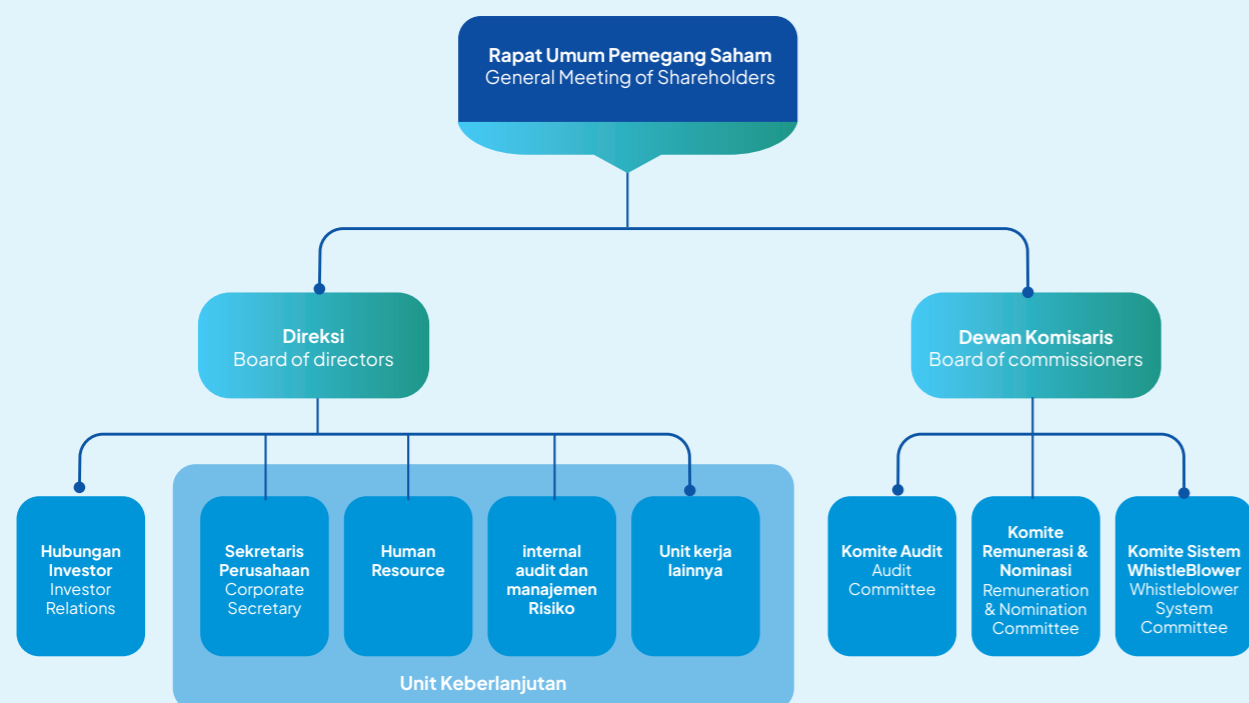 Rapat Umum Pemegang Saham
General Meeting of Shareholders
Direksi
Board of directors
Dewan Komisaris
Board of commissioners
Hubungan
Investor
Investor
Relations
Sekretaris
Perusahaan
Corporate
Secretary
Human
Resource
internal
audit dan
manajemen
Risiko
Unit kerja
lainnya
Komite Audit
Audit
Committee
Komite
Remunerasi &
Nominasi
Remuneration
& Nomination
Committee
Komite Sistem
WhistleBlower
Whistleblower
System
Committee
Unit Keberlanjutan